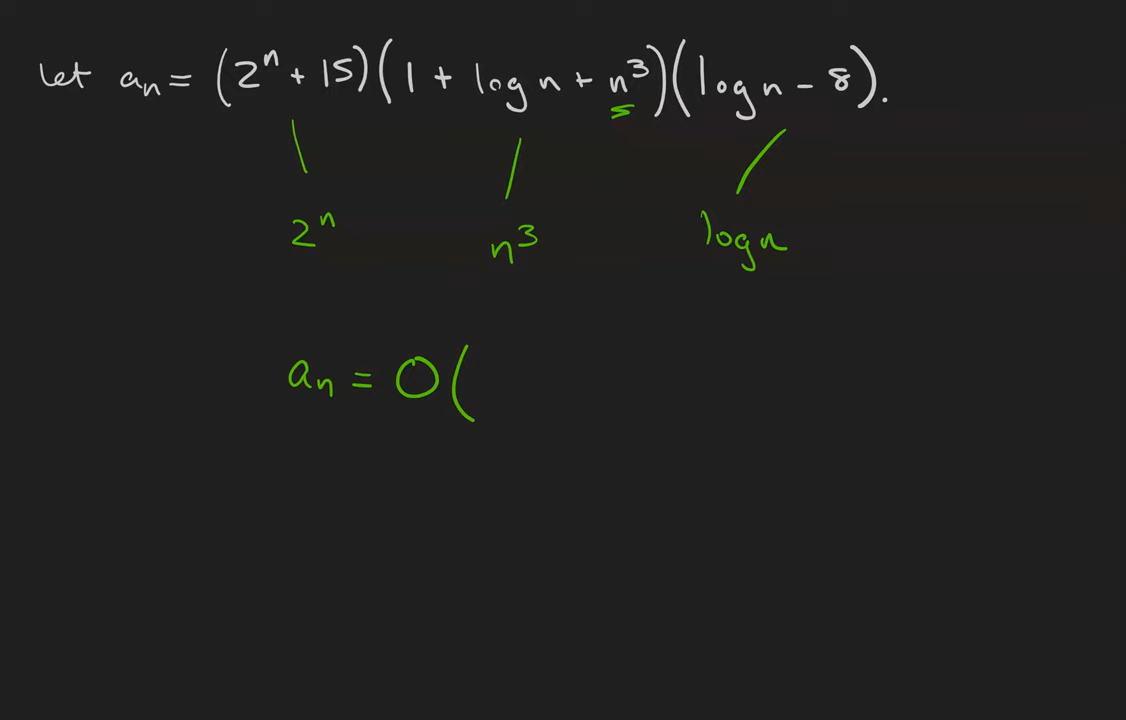 let aₙ = (2ⁿ + 15)(1 + log n + n³)(log n - 8).
2ⁿ n³ log n
aₙ = O(